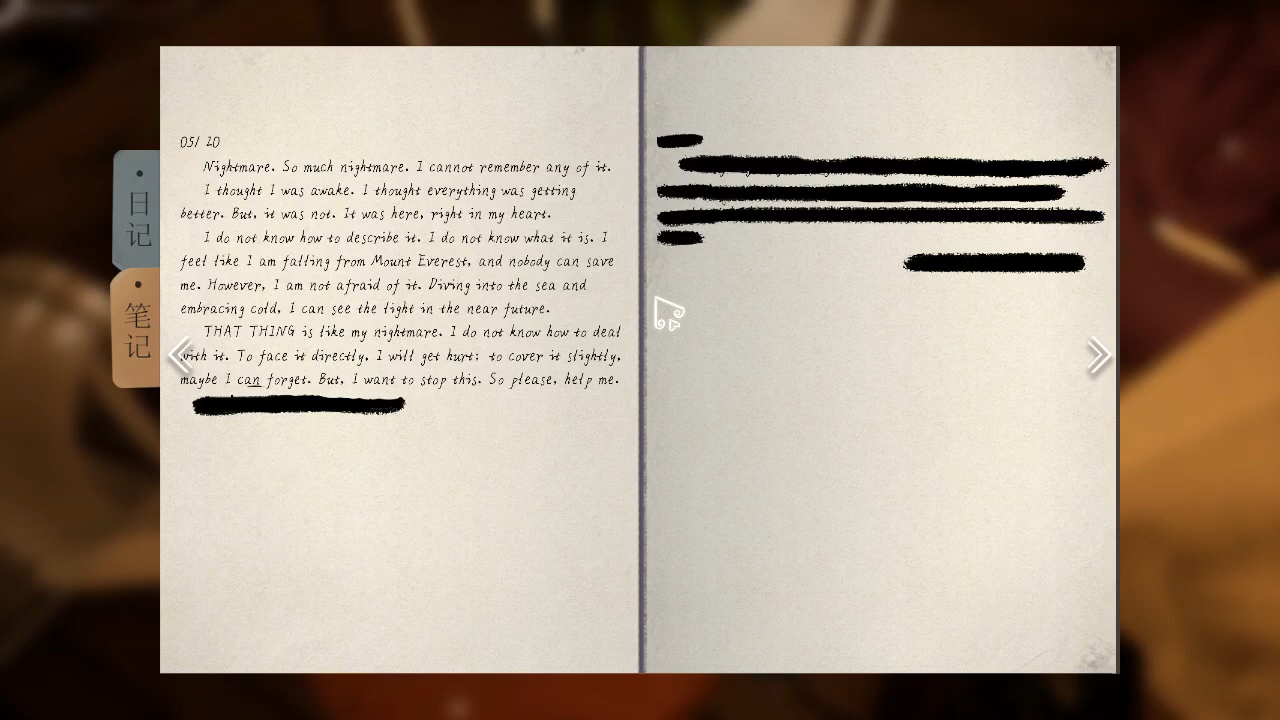 05/ 20
Nightmare. So much nightmare. I cannot remember any of it.
I thought I was awake. I thought everything was getting
better. But, it was not. It was here, right in my heart.
I do not know how to describe it. I do not know what it is. I
feel like I am falling from Mount Everest, and nobody can save
me. However, I am not afraid of it. Diving into the sea and
embracing cold, I can see the light in the near future.
THAT THING is like my nightmare. I do not know how to deal
with it. To face it directly, I will get hurt; to cover it slightly,
maybe I can forget. But, I want to stop this. So please, help me.
日记
笔记